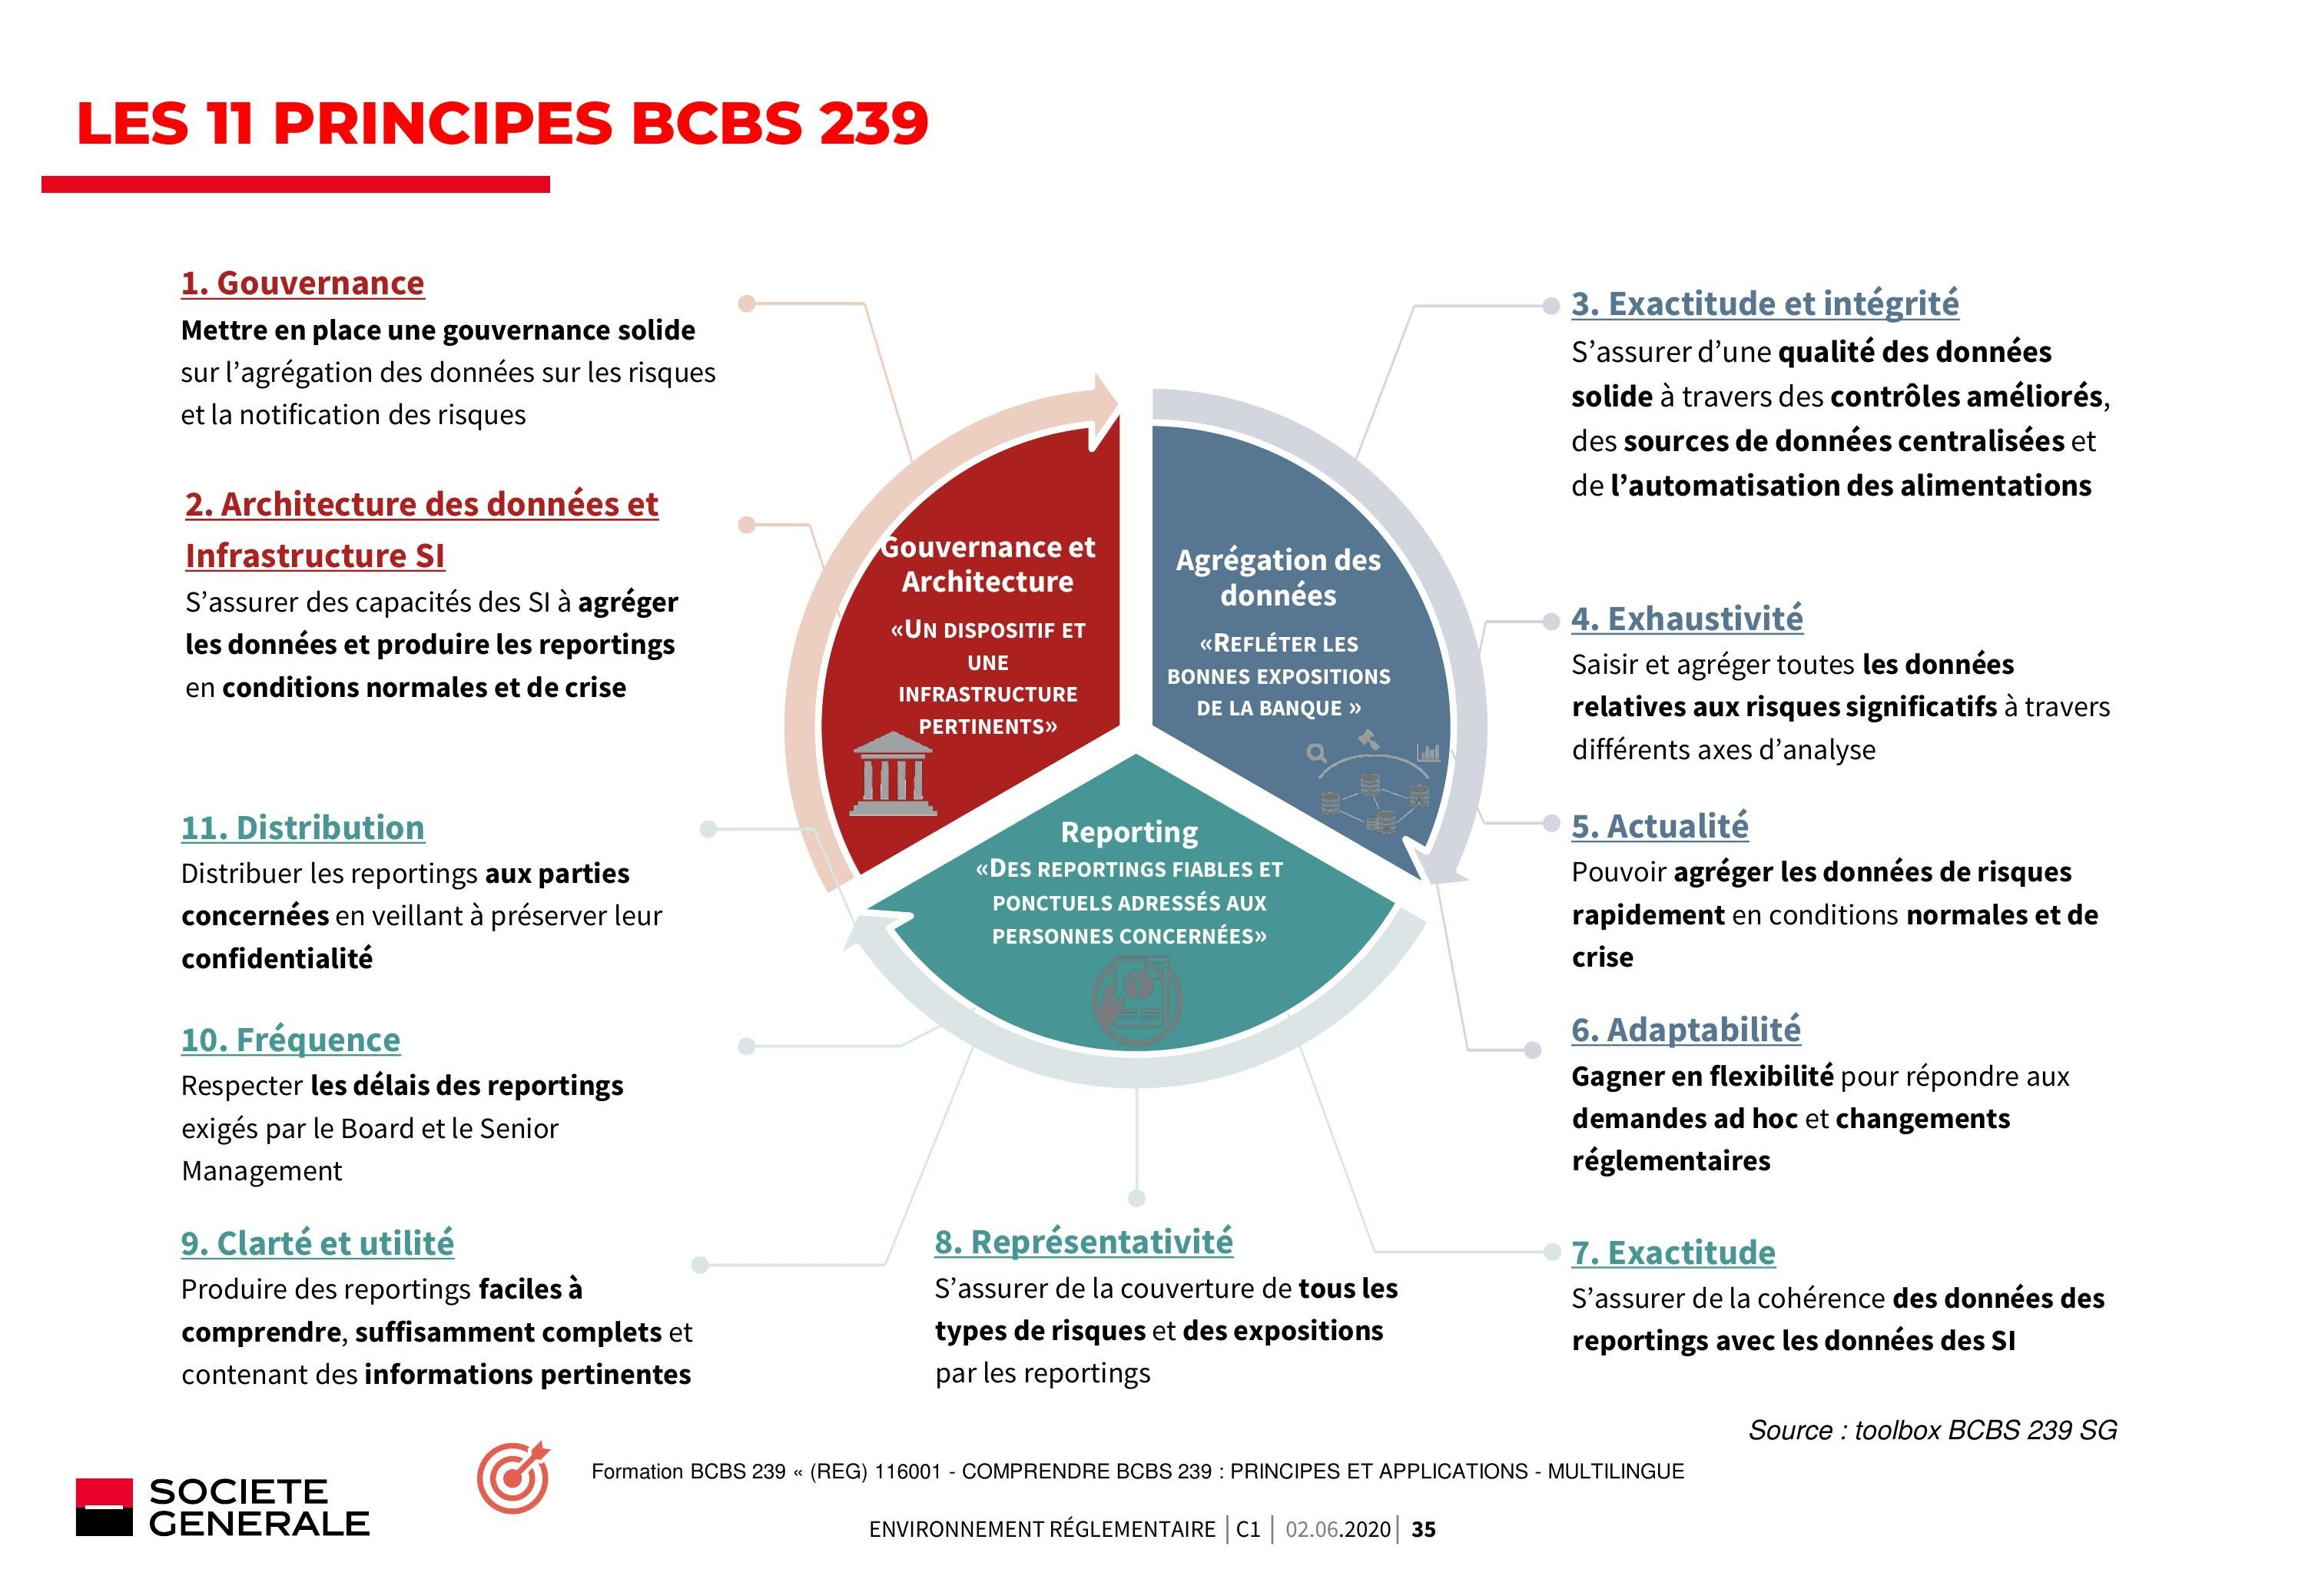 LES 11 PRINCIPES BCBS 239
1. Gouvernance
Mettre en place une gouvernance solide
sur l’agrégation des données sur les risques
et la notification des risques
2. Architecture des données et
Infrastructure SI
S’assurer des capacités des SI à agréger
les données et produire les reportings
en conditions normales et de crise
11. Distribution
Distribuer les reportings aux parties
concernées en veillant à préserver leur
confidentialité
10. Fréquence
Respecter les délais des reportings
exigés par le Board et le Senior
Management
9. Clarté et utilité
Produire des reportings faciles à
comprendre, suffisamment complets et
contenant des informations pertinentes
Gouvernance et
Architecture
«UN DISPOSITIF ET
UNE
INFRASTRUCTURE
PERTINENTS»
Agrégation des
données
«REFLÉTER LES
BONNES EXPOSITIONS
DE LA BANQUE »
Reporting
«DES REPORTINGS FIABLES ET
PONCTUELS ADRESSÉS AUX
PERSONNES CONCERNÉES»
8. Représentativité
S’assurer de la couverture de tous les
types de risques et des expositions
par les reportings
3. Exactitude et intégrité
S’assurer d’une qualité des données
solide à travers des contrôles améliorés,
des sources de données centralisées et
de l’automatisation des alimentations
4. Exhaustivité
Saisir et agréger toutes les données
relatives aux risques significatifs à travers
différents axes d’analyse
5. Actualité
Pouvoir agréger les données de risques
rapidement en conditions normales et de
crise
6. Adaptabilité
Gagner en flexibilité pour répondre aux
demandes ad hoc et changements
réglementaires
7. Exactitude
S’assurer de la cohérence des données des
reportings avec les données des SI
Source : toolbox BCBS 239 SG
Formation BCBS 239 « (REG) 116001 - COMPRENDRE BCBS 239 : PRINCIPES ET APPLICATIONS - MULTILINGUE
SOCIETE
GENERALE
ENVIRONNEMENT RÉGLEMENTAIRE | C1 | 02.06.2020 | 35